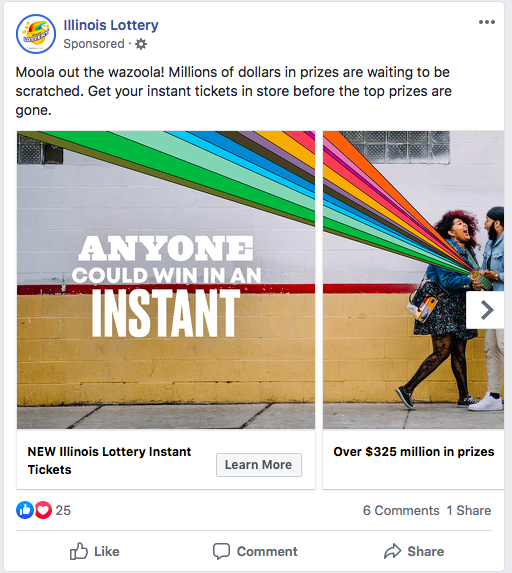 Illinois Lottery
Sponsored ·
Moola out the wazoola! Millions of dollars in prizes are waiting to be
scratched. Get your instant tickets in store before the top prizes are
gone.
ANYONE
COULD WIN IN AN
INSTANT
NEW Illinois Lottery Instant
Tickets
Learn More
Over $325 million in prizes
25
6 Comments 1 Share
Like
Comment
Share